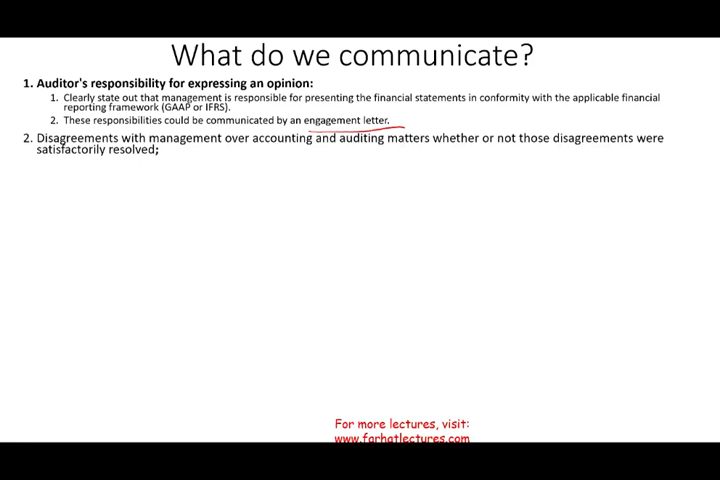 What do we communicate?
1. Auditor's responsibility for expressing an opinion:
1. Clearly state out that management is responsible for presenting the financial statements in conformity with the applicable financial
reporting framework (GAAP or IFRS).
2. These responsibilities could be communicated by an engagement letter.
2. Disagreements with management over accounting and auditing matters whether or not those disagreements were
satisfactorily resolved;
For more lectures, visit:
www.farhatlectures.com